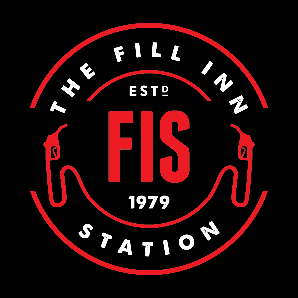 THE FILL INN
ESTD
FIS
1979
STATION